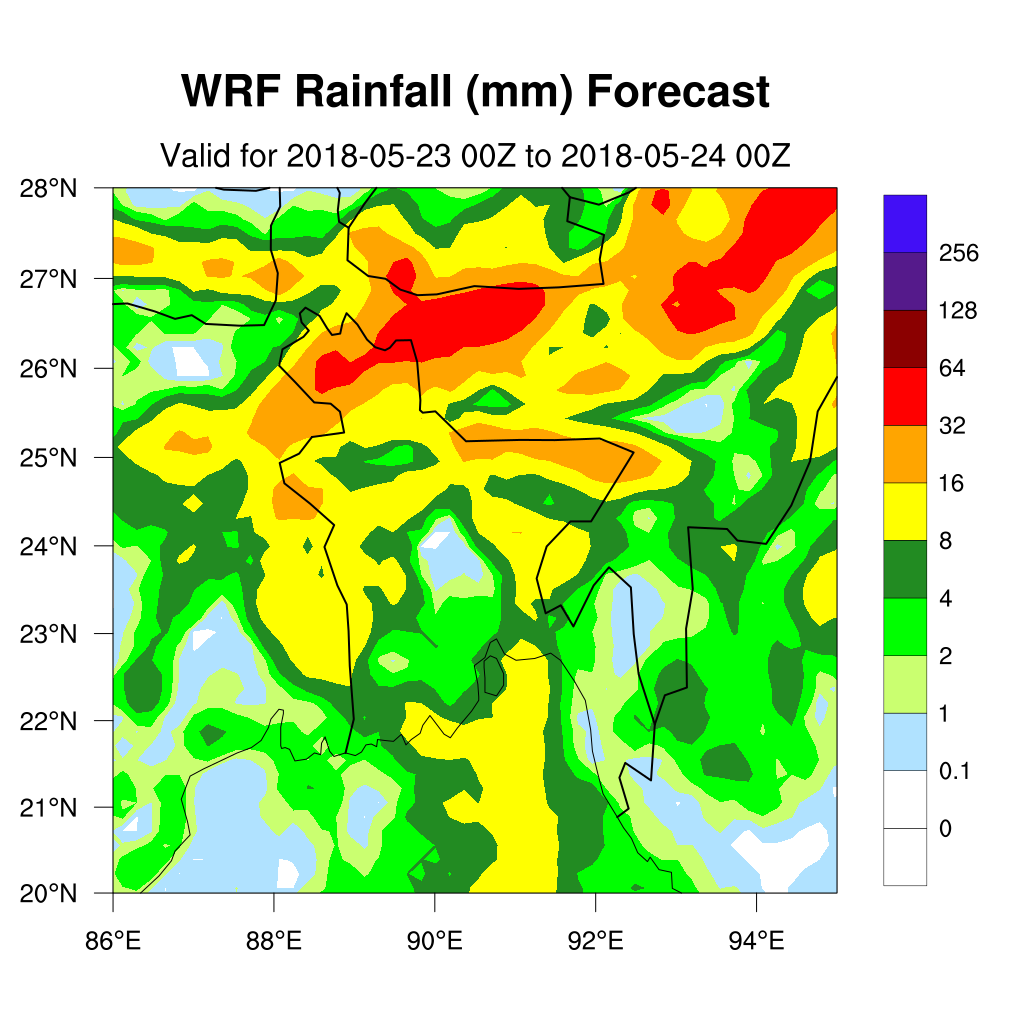 WRF Rainfall (mm) Forecast
Valid for 2018-05-23 00Z to 2018-05-24 00Z
28°N
27°N
26°N
25°N
24°N
23°N
22°N
21°N
20°N
86°E 88°E 90°E 92°E 94°E
256
128
64
32
16
8
4
2
1
0.1
0